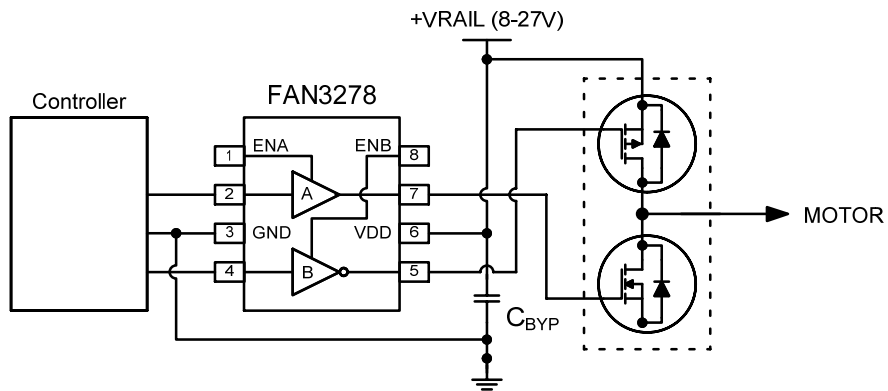 +VRAIL (8-27V)
Controller
FAN3278
1 ENA ENB 8
2 A 7
3 GND VDD 6
4 B 5
MOTOR
CBYP